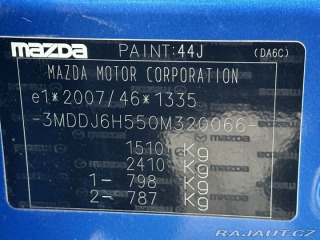 mazda PAINT:44J (DA6C)
MAZDA MOTOR CORPORATION
e1*2007/46*1335
-3MDDJ6H550M320066-
1510 Kg
2410 Kg
1- 798 Kg
2- 787 Kg
RAJAUT.CZ